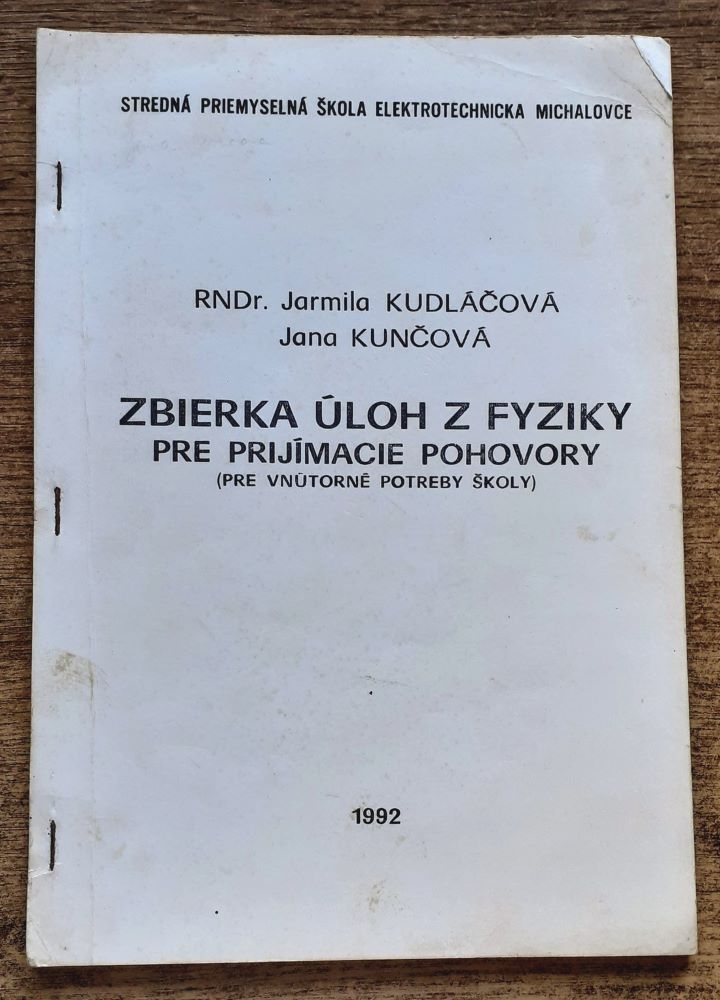 STREDNÁ PRIEMYSELNÁ ŠKOLA ELEKTROTECHNICKA MICHALOVCE
RNDr. Jarmila KUDLÁČOVÁ
Jana KUNČOVÁ
ZBIERKA ÚLOH Z FYZIKY
PRE PRIJÍMACIE POHOVORY
(PRE VNÚTORNÉ POTREBY ŠKOLY)
1992